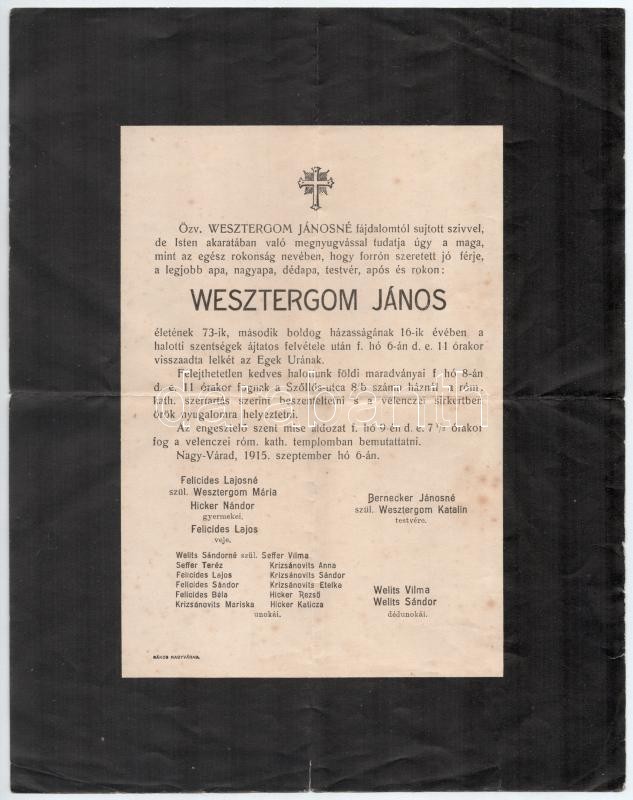 Özv. WESZTERGOM JÁNOSNÉ fájdalomtól sujtott szivvel,
de Isten akaratában való megnyugvással tudatja úgy a maga,
mint az egész rokonság nevében, hogy forrón szeretett jó férje,
a legjobb apa, nagyapa, dédapa, testvér, após és rokon:
WESZTERGOM JÁNOS
életének 73-ik, második boldog házasságának 16-ik évében a
halotti szentségek ájtatos felvétele után f. hó 6-án d. e. 11 órakor
visszaadta lelkét az Egek Urának.
Felejthetetlen kedves halottunk földi maradványai f. hó 8-án
d. e. 11 órakor fognak a Szőllős-utca 8/b számu háznál a róm.
kath. szertartás szerint beszenteltetni s a velenczei sirkertben
örök nyugalomra helyeztetni.
Az engesztelő szent mise áldozat f. hó 9-én d. e. 7 1/2 órakor
fog a velenczei róm. kath. templomban bemutattatni.
Nagy-Várad, 1915. szeptember hó 6-án.
Felicides Lajosné
szül. Wesztergom Mária
Hicker Nándor
gyermekei.
Felicides Lajos
veje.
Bernecker Jánosné
szül. Wesztergom Katalin
testvére.
Welits Sándorné szül. Seffer Vilma
Seffer Teréz
Felicides Lajos
Felicides Sándor
Felicides Béla
Krizsánovits Mariska
Krizsánovits Anna
Krizsánovits Sándor
Krizsánovits Etelka
Hicker Rezső
Hicker Katicza
unokái.
Welits Vilma
Welits Sándor
dédunokái.
RÁKOS NAGYVÁRAD.
darabanth